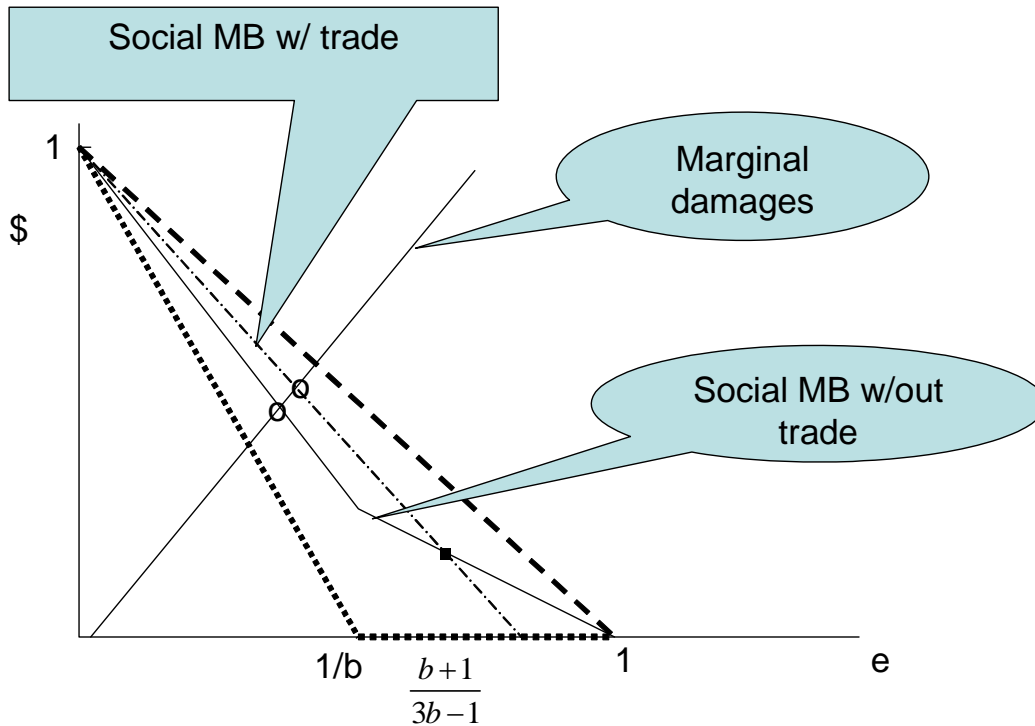 Social MB w/ trade
1
$
Marginal
damages
Social MB w/out
trade
1/b
b+1
3b−1
1
e